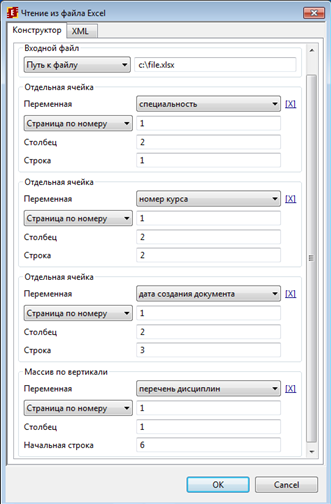 Чтение из файла Excel
Конструктор XML
Входной файл
Путь к файлу c:\file.xlsx
Отдельная ячейка
Переменная специальность [X]
Страница по номеру 1
Столбец 2
Строка 1
Отдельная ячейка
Переменная номер курса [X]
Страница по номеру 1
Столбец 2
Строка 2
Отдельная ячейка
Переменная дата создания документа [X]
Страница по номеру 1
Столбец 2
Строка 3
Массив по вертикали
Переменная перечень дисциплин [X]
Страница по номеру 1
Столбец 1
Начальная строка 6
OK Cancel